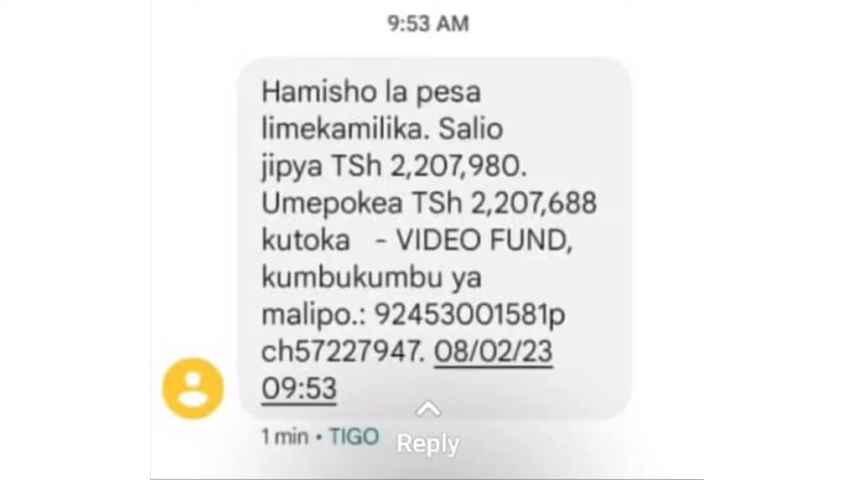 9:53 AM
Hamisho la pesa
limekamilika. Salio
jipya TSh 2,207,980.
Umepokea TSh 2,207,688
kutoka - VIDEO FUND,
kumbukumbu ya
malipo.: 92453001581p
ch57227947. 08/02/23
09:53
1 min • TIGO
Reply